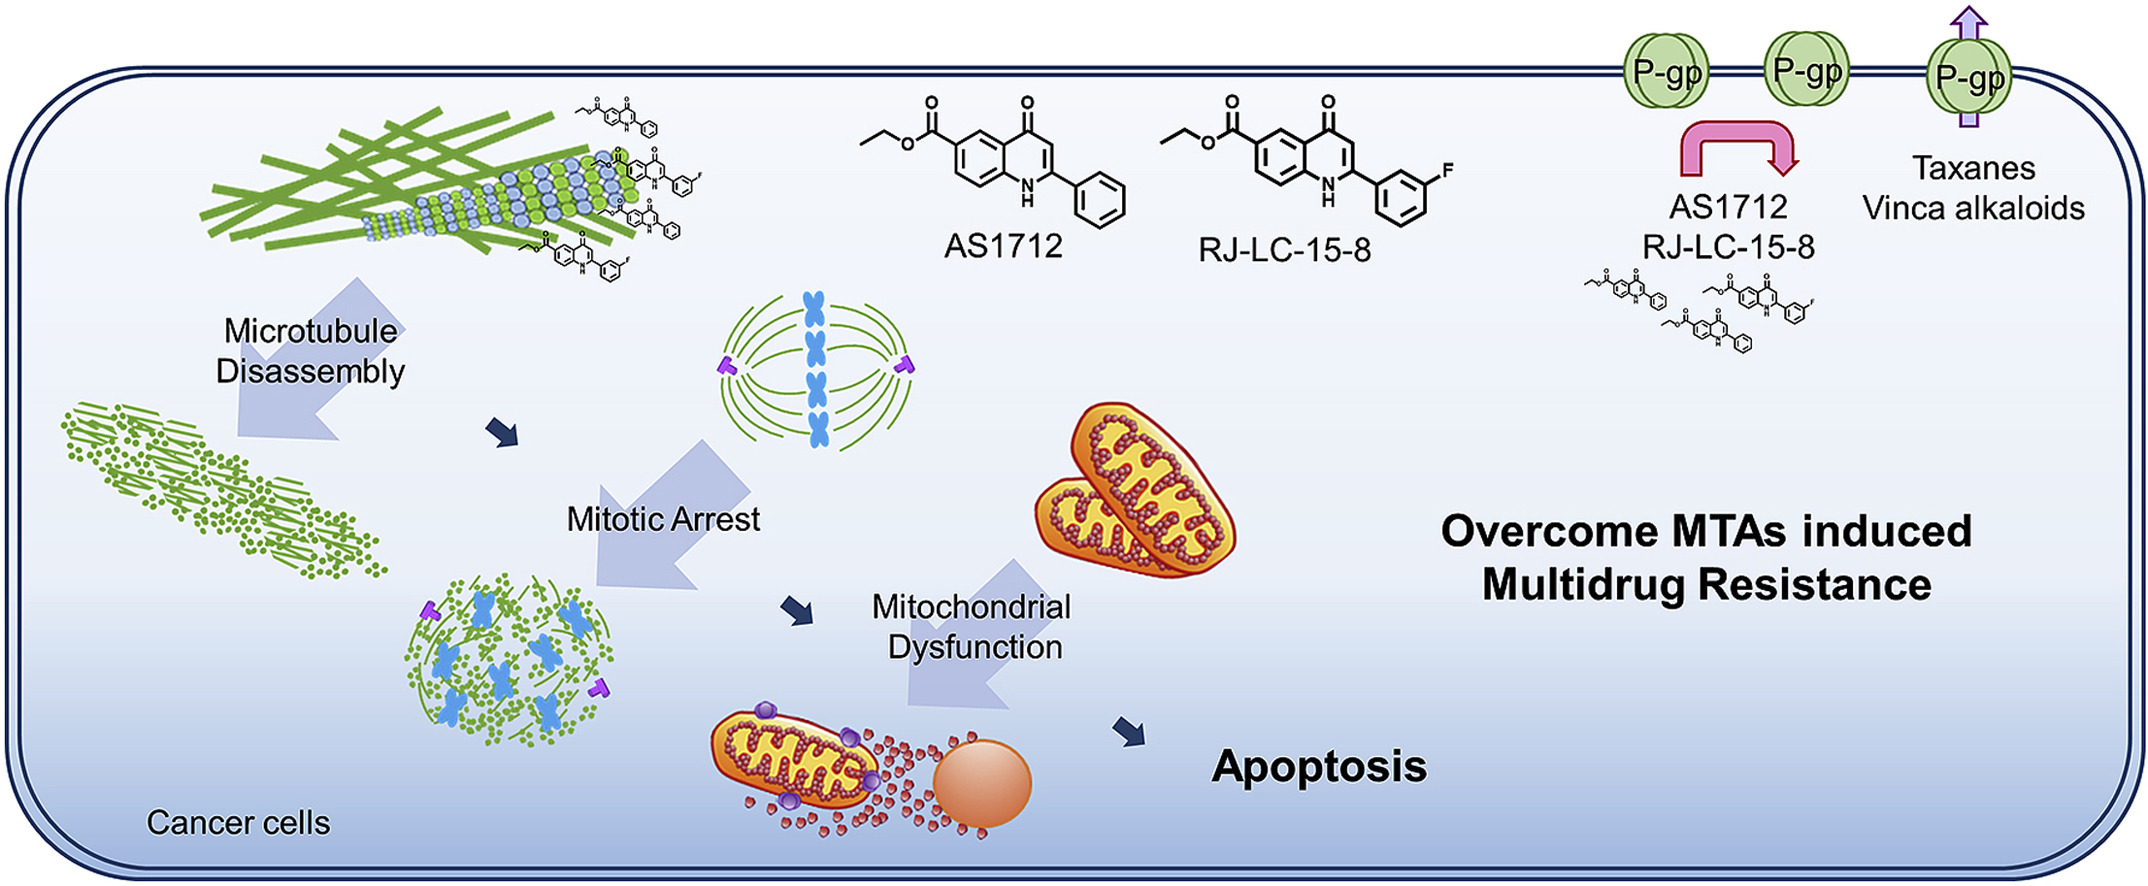 P-gp
P-gp
P-gp
O
O
O
N
H
AS1712
O
O
O
N
H
F
RJ-LC-15-8
AS1712
RJ-LC-15-8
Taxanes
Vinca alkaloids
Microtubule
Disassembly
Mitotic Arrest
Mitochondrial
Dysfunction
Overcome MTAs induced
Multidrug Resistance
Apoptosis
Cancer cells